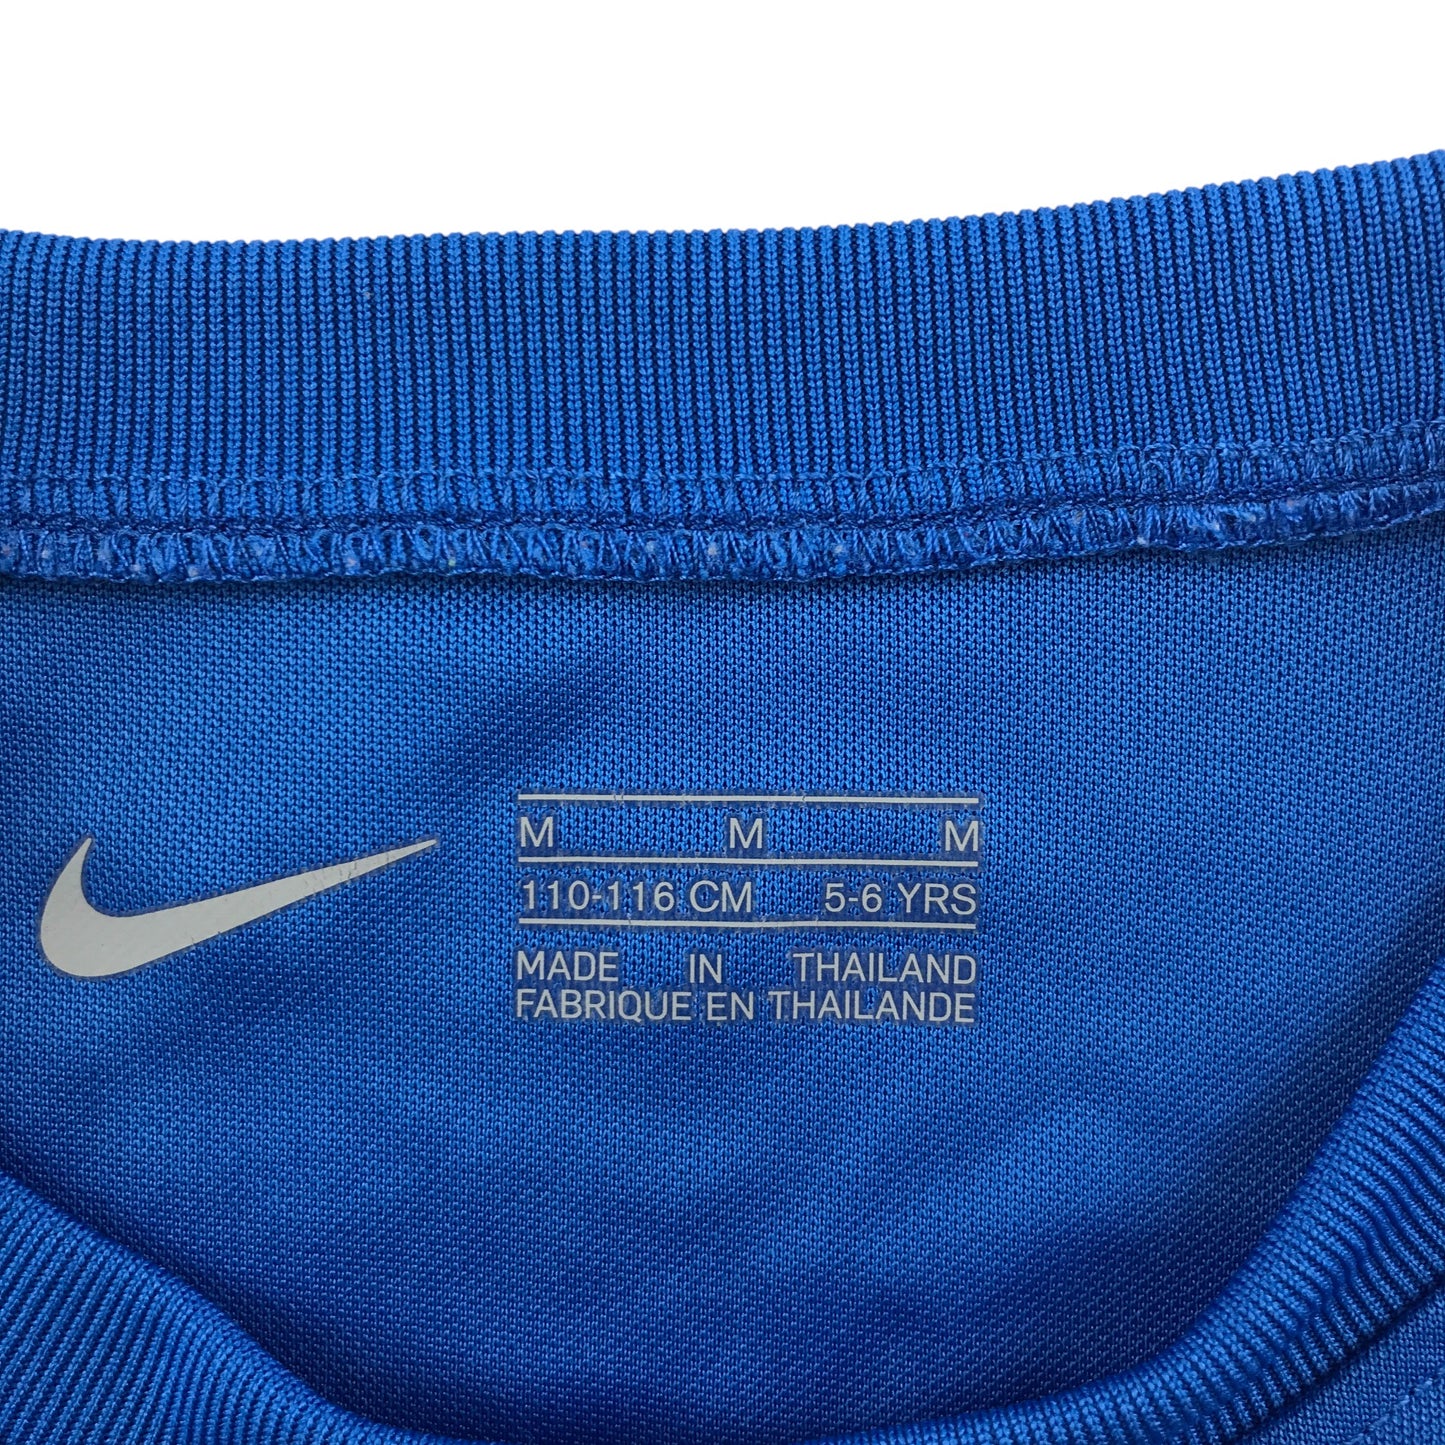 M M M
110-116 CM 5-6 YRS
MADE IN THAILAND
FABRIQUE EN THAILANDE